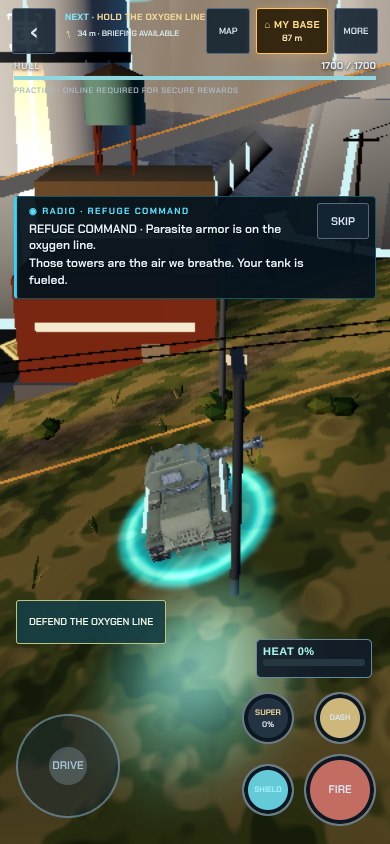 NEXT · HOLD THE OXYGEN LINE
34 m · BRIEFING AVAILABLE
MAP
⌂ MY BASE
87 m
MORE
HULL
1700 / 1700
PRACTICE · ONLINE REQUIRED FOR SECURE REWARDS
◉ RADIO · REFUGE COMMAND
SKIP
REFUGE COMMAND · Parasite armor is on the
oxygen line.
Those towers are the air we breathe. Your tank is
fueled.
DEFEND THE OXYGEN LINE
HEAT 0%
SUPER
0%
DASH
DRIVE
SHIELD
FIRE